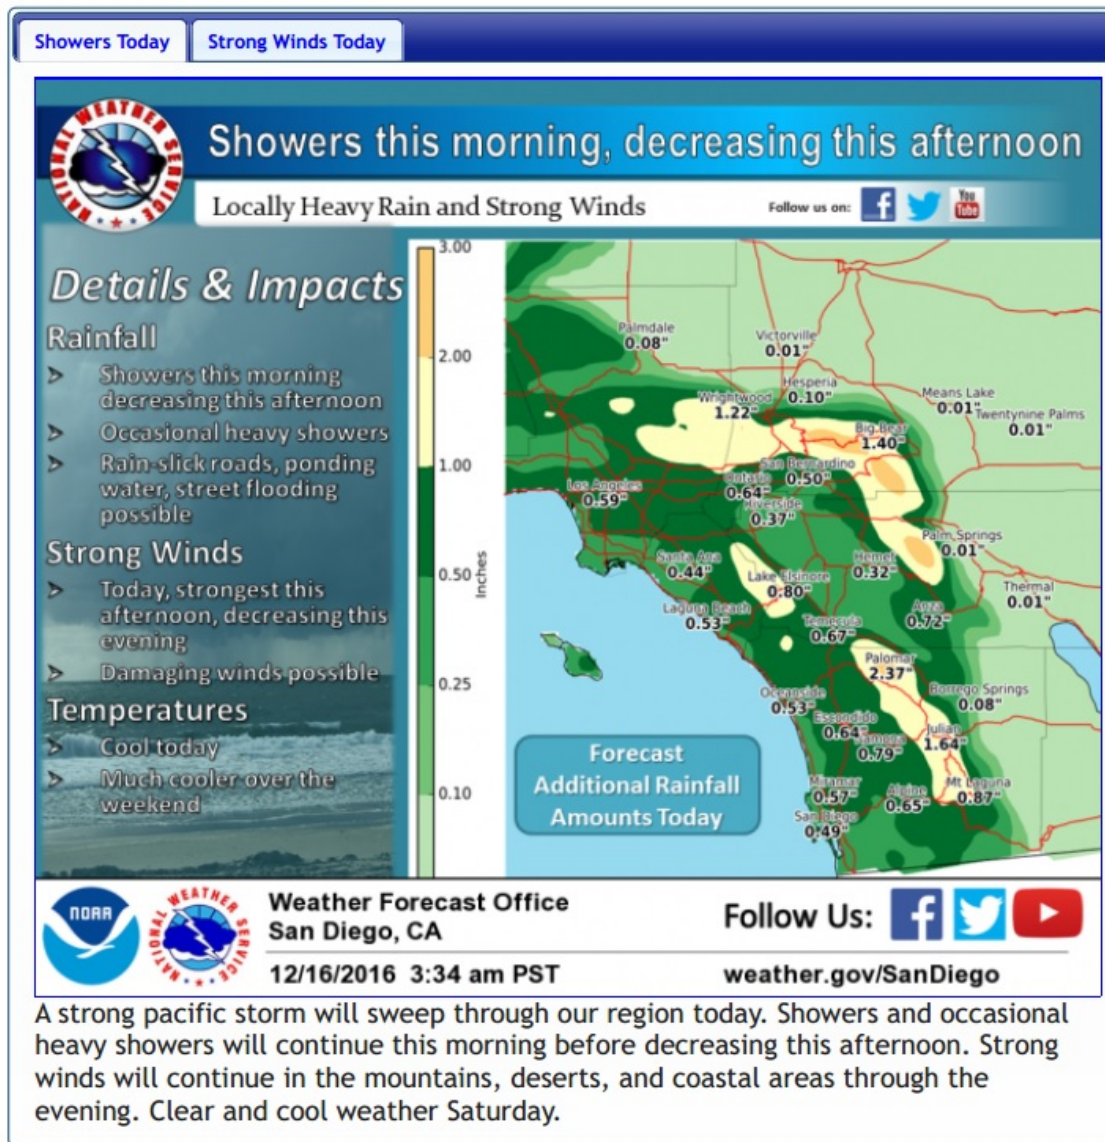 Showers Today
Strong Winds Today
NATIONAL WEATHER SERVICE
Showers this morning, decreasing this afternoon
Locally Heavy Rain and Strong Winds
Follow us on:
You
Tube
Details & Impacts
Rainfall
Showers this morning
decreasing this afternoon
Occasional heavy showers
Rain-slick roads, ponding
water, street flooding
possible
Strong Winds
Today, strongest this
afternoon, decreasing this
evening
Damaging winds possible
Temperatures
Cool today
Much cooler over the
weekend
3.00
2.00
1.00
0.50
0.25
0.10
Inches
Palmdale
0.08"
Victorville
0.01"
Hesperia
0.10"
Wrightwood
1.22"
Means Lake
0.01"
Twentynine Palms
0.01"
Big Bear
1.40"
San Bernardino
0.50"
Los Angeles
0.59"
Ontario
0.64"
Riverside
0.37"
Palm Springs
0.01"
Santa Ana
0.44"
Hemet
0.32"
Lake Elsinore
0.80"
Thermal
0.01"
Laguna Beach
0.53"
Anza
0.72"
Temecula
0.67"
Palomar
2.37"
Oceanside
0.53"
Borrego Springs
0.08"
Escondido
0.64"
Ramona
0.79"
Julian
1.64"
Miramar
0.57"
Alpine
0.65"
Mt Laguna
0.87"
San Diego
0.49"
Forecast
Additional Rainfall
Amounts Today
NOAA
NATIONAL WEATHER SERVICE
Weather Forecast Office
San Diego, CA
Follow Us:
12/16/2016 3:34 am PST
weather.gov/SanDiego
A strong pacific storm will sweep through our region today. Showers and occasional
heavy showers will continue this morning before decreasing this afternoon. Strong
winds will continue in the mountains, deserts, and coastal areas through the
evening. Clear and cool weather Saturday.